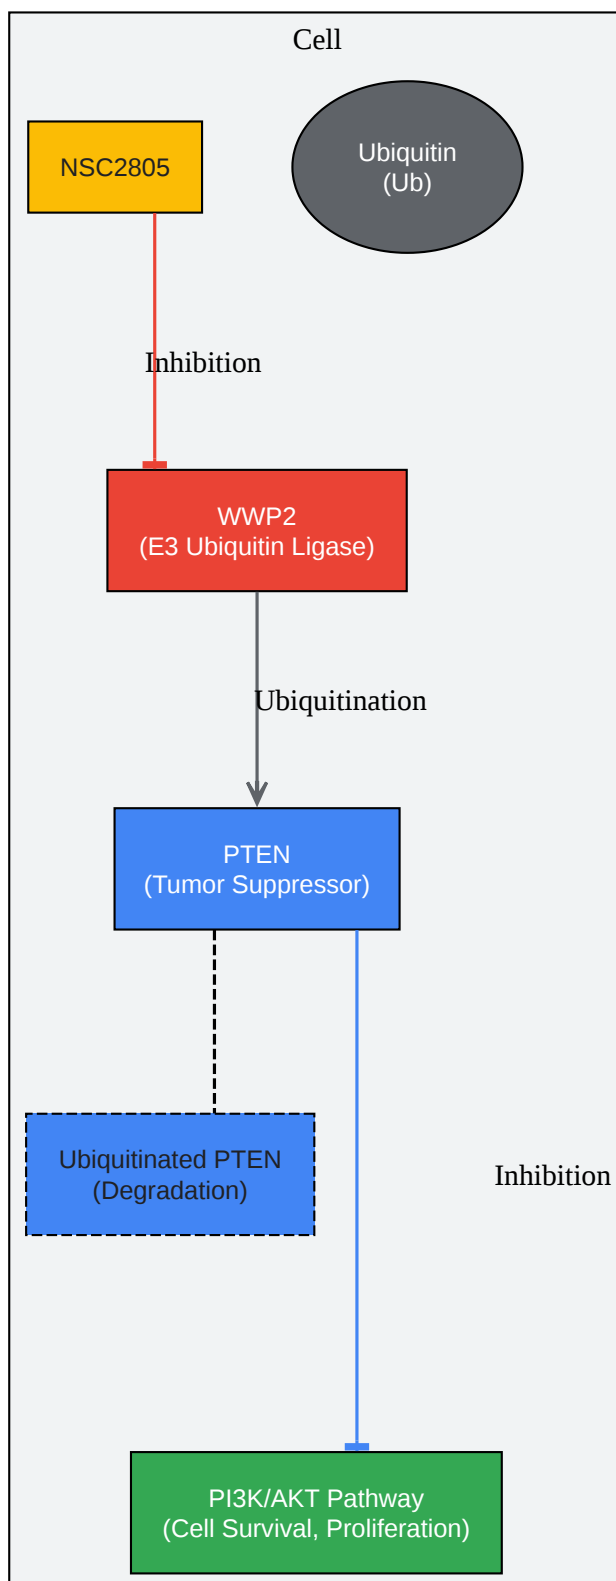 Cell
NSC2805
Ubiquitin
(Ub)
Inhibition
WWP2
(E3 Ubiquitin Ligase)
Ubiquitination
PTEN
(Tumor Suppressor)
Ubiquitinated PTEN
(Degradation)
Inhibition
PI3K/AKT Pathway
(Cell Survival, Proliferation)